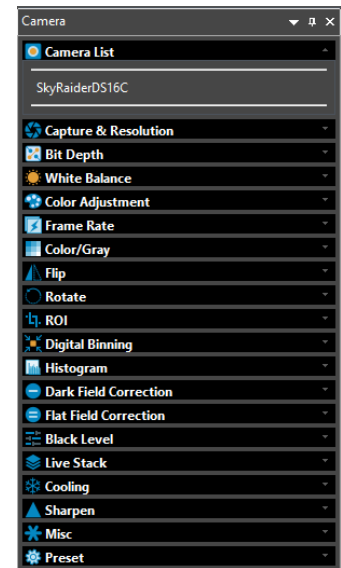 Camera
Camera List
SkyRaiderDS16C
Capture & Resolution
Bit Depth
White Balance
Color Adjustment
Frame Rate
Color/Gray
Flip
Rotate
ROI
Digital Binning
Histogram
Dark Field Correction
Flat Field Correction
Black Level
Live Stack
Cooling
Sharpen
Misc
Preset